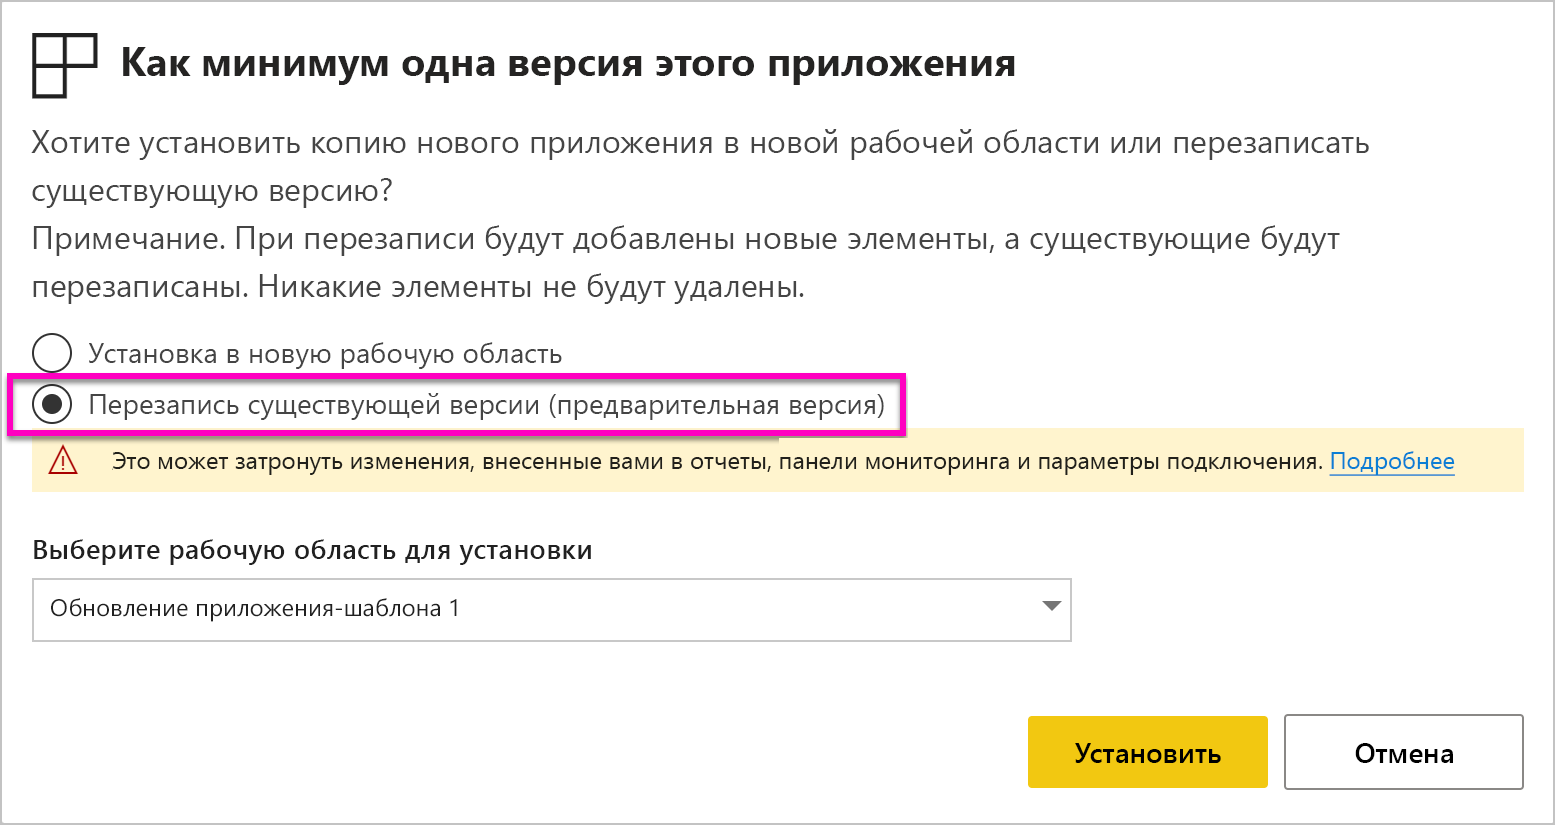 Как минимум одна версия этого приложения
Хотите установить копию нового приложения в новой рабочей области или перезаписать
существующую версию?
Примечание. При перезаписи будут добавлены новые элементы, а существующие будут
перезаписаны. Никакие элементы не будут удалены.
Установка в новую рабочую область
Перезапись существующей версии (предварительная версия)
Это может затронуть изменения, внесенные вами в отчеты, панели мониторинга и параметры подключения. Подробнее
Выберите рабочую область для установки
Обновление приложения-шаблона 1
Установить
Отмена